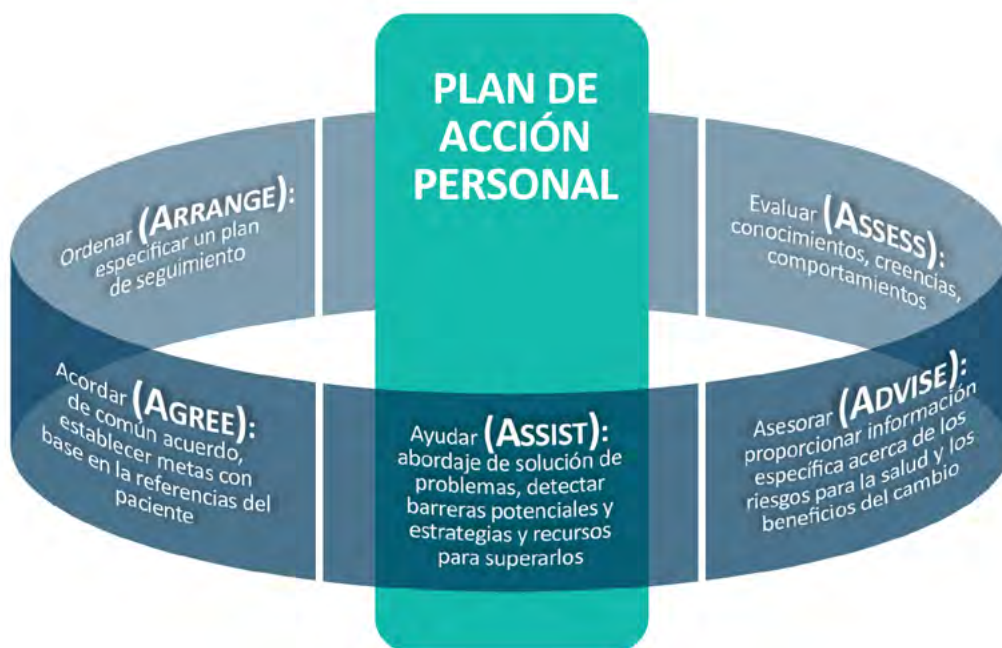 PLAN DE
ACCIÓN
PERSONAL
Ordenar (ARRANGE):
especificar un plan
de seguimiento
Evaluar (ASSESS):
conocimientos, creencias,
comportamientos
Acordar (AGREE):
de común acuerdo,
establecer metas con
base en la referencias del
paciente
Ayudar (ASSIST):
abordaje de solución de
problemas, detectar
barreras potenciales y
estrategias y recursos
para superarlos
Asesorar (ADVISE):
proporcionar información
específica acerca de los
riesgos para la salud y los
beneficios del cambio